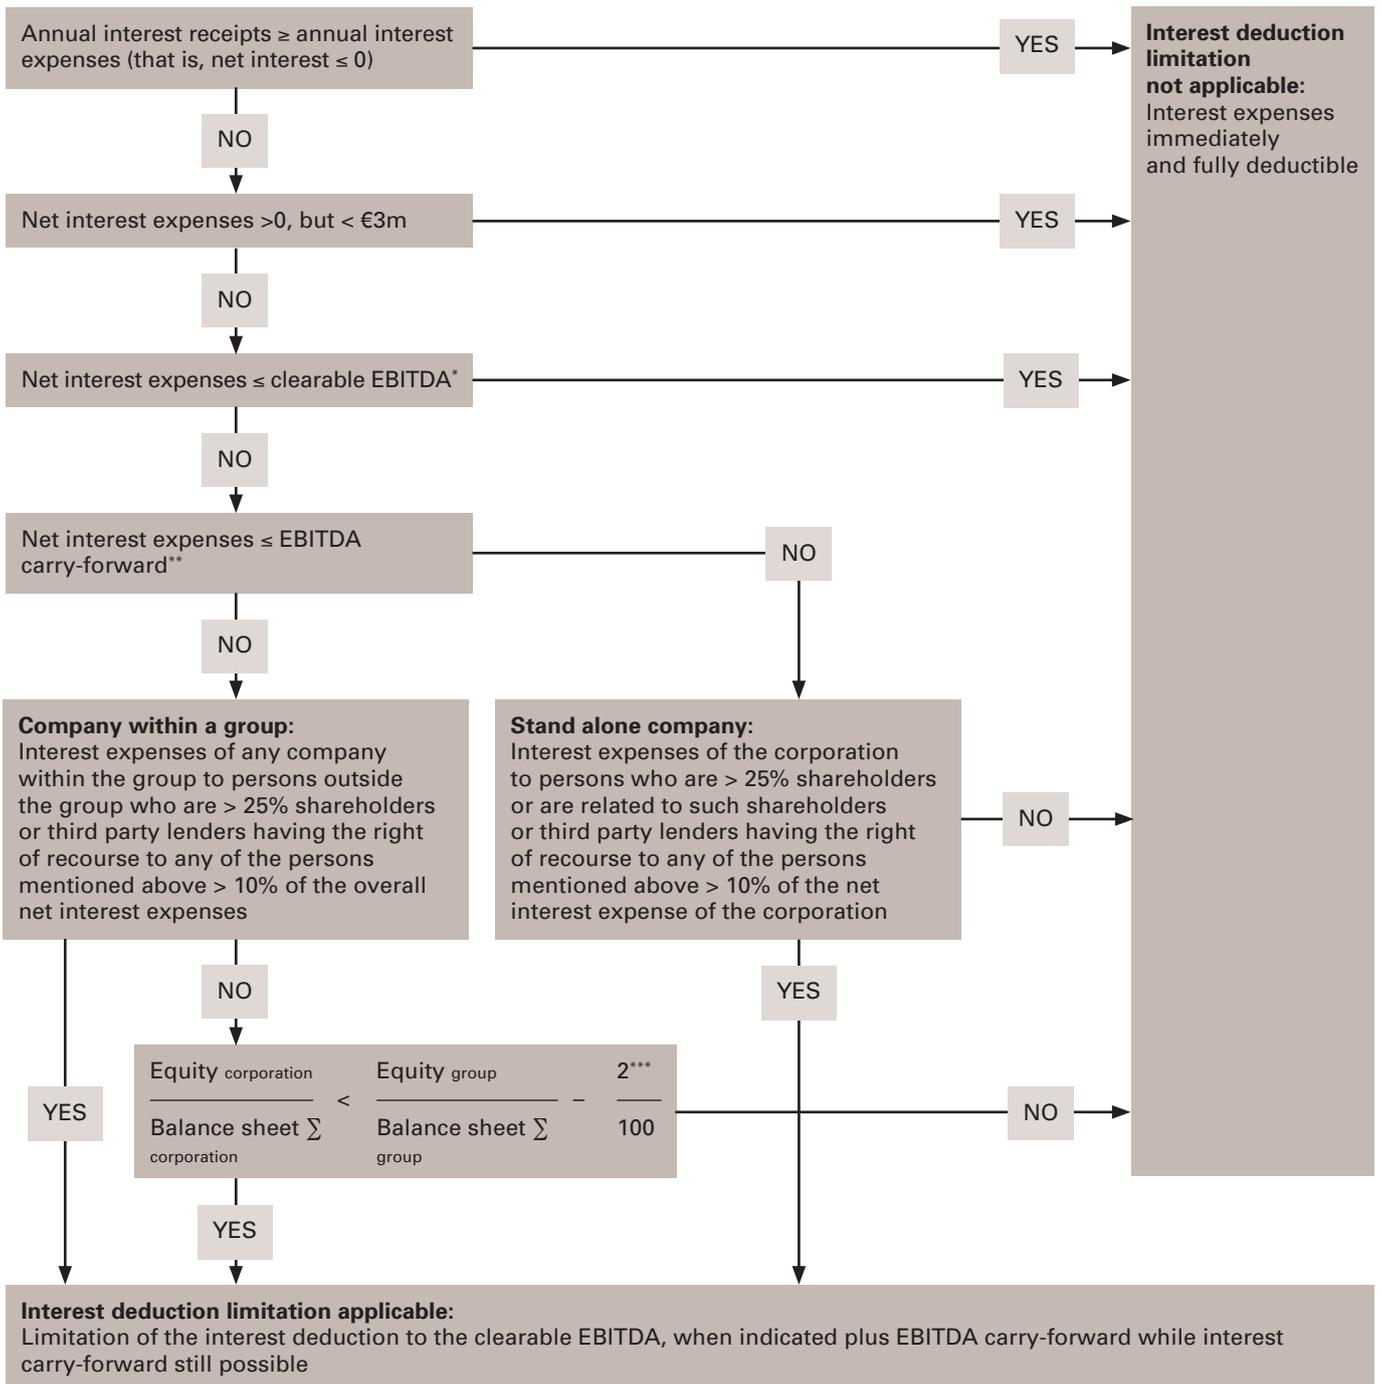 Annual interest receipts ≥ annual interest
expenses (that is, net interest ≤ 0)
YES
Interest deduction
limitation
not applicable:
Interest expenses
immediately
and fully deductible
NO
Net interest expenses >0, but < €3m
YES
NO
Net interest expenses ≤ clearable EBITDA*
YES
NO
Net interest expenses ≤ EBITDA
carry-forward**
NO
NO
Company within a group:
Interest expenses of any company
within the group to persons outside
the group who are > 25% shareholders
or third party lenders having the right
of recourse to any of the persons
mentioned above > 10% of the overall
net interest expenses
Stand alone company:
Interest expenses of the corporation
to persons who are > 25% shareholders
or are related to such shareholders
or third party lenders having the right
of recourse to any of the persons
mentioned above > 10% of the net
interest expense of the corporation
NO
NO
YES
YES
Equity corporation
Balance sheet ∑
corporation
<
Equity group
Balance sheet ∑
group
–
2***
100
NO
YES
Interest deduction limitation applicable:
Limitation of the interest deduction to the clearable EBITDA, when indicated plus EBITDA carry-forward while interest
carry-forward still possible